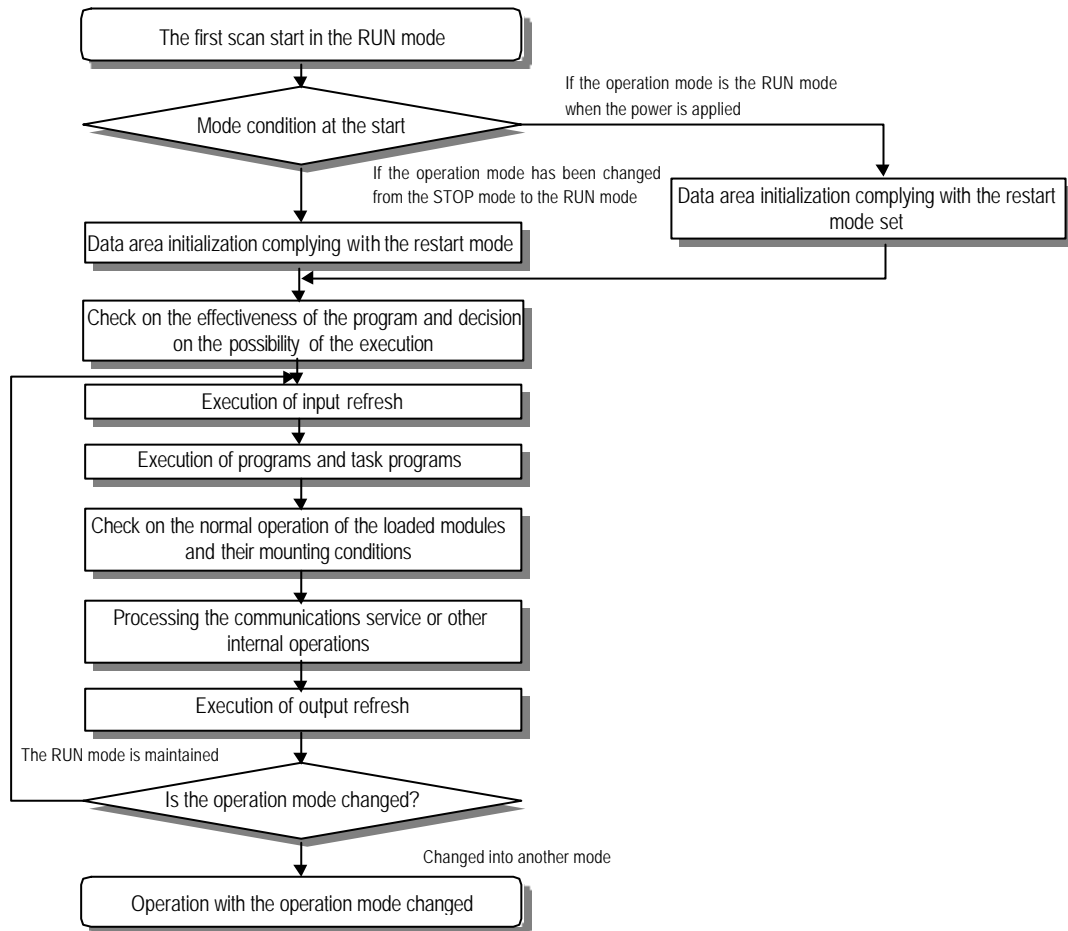 The first scan start in the RUN mode
If the operation mode is the RUN mode
when the power is applied
Mode condition at the start
If the operation mode has been changed
from the STOP mode to the RUN mode
Data area initialization complying with the restart
mode set
Data area initialization complying with the restart mode
Check on the effectiveness of the program and decision
on the possibility of the execution
Execution of input refresh
Execution of programs and task programs
Check on the normal operation of the loaded modules
and their mounting conditions
Processing the communications service or other
internal operations
Execution of output refresh
The RUN mode is maintained
Is the operation mode changed?
Changed into another mode
Operation with the operation mode changed